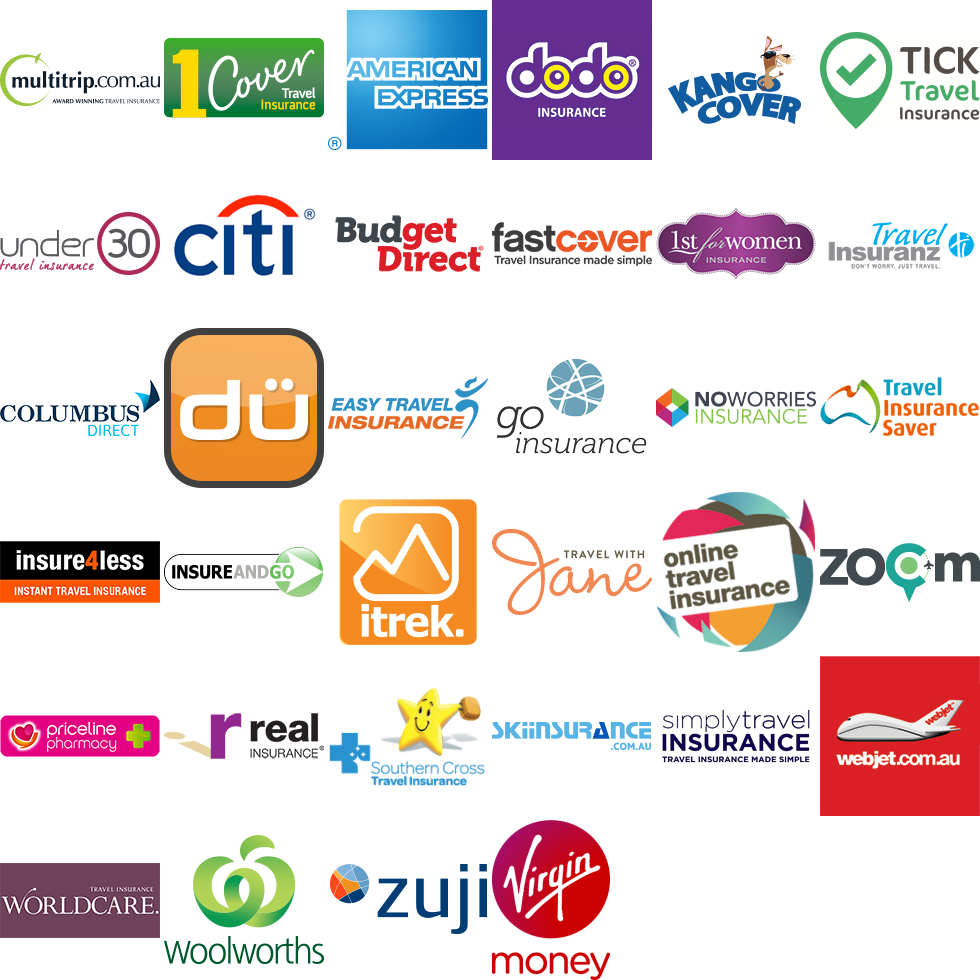 multitrip.com.au
AWARD WINNING TRAVEL INSURANCE
1Cover
Travel
Insurance
AMERICAN
EXPRESS
®
dodo®
INSURANCE
KANGO
COVER
TICK
Travel
Insurance
under 30
travel insurance
citi®
Budget
Direct®
fastcover
Travel Insurance made simple
1st for women
INSURANCE
Travel
Insuranz
DON'T WORRY. JUST TRAVEL.
ti
COLUMBUS
DIRECT
dü
EASY TRAVEL
INSURANCE
go
insurance
NOWORRIES
INSURANCE
Travel
Insurance
Saver
insure4less
INSTANT TRAVEL INSURANCE
INSUREANDGO
itrek.
TRAVEL WITH
Jane
online
travel
insurance
ZOOM
priceline
pharmacy
r real
INSURANCE®
Southern Cross
Travel Insurance
SKIINSURANCE
.COM.AU
simplytravel
INSURANCE
TRAVEL INSURANCE MADE SIMPLE
webjet
webjet.com.au
TRAVEL INSURANCE
WORLDCARE.
Woolworths
zuji
Virgin
money